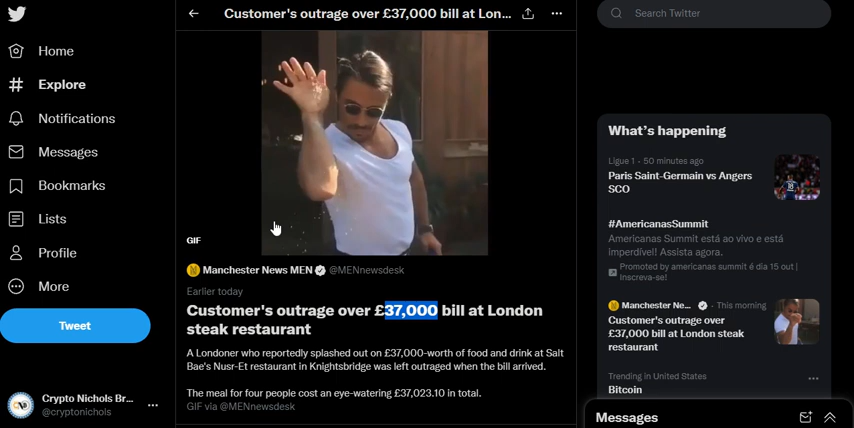 Home
Explore
Notifications
Messages
Bookmarks
Lists
Profile
More
Tweet
Crypto Nichols Br...
@cryptonichols
Customer's outrage over £37,000 bill at Lon...
GIF
Manchester News MEN @MENnewsdesk
Earlier today
Customer's outrage over £37,000 bill at London
steak restaurant
A Londoner who reportedly splashed out on £37,000-worth of food and drink at Salt
Bae's Nusr-Et restaurant in Knightsbridge was left outraged when the bill arrived.
The meal for four people cost an eye-watering £37,023.10 in total.
GIF via @MENnewsdesk
Search Twitter
What's happening
Ligue 1 · 50 minutes ago
Paris Saint-Germain vs Angers
SCO
#AmericanasSummit
Americanas Summit está ao vivo e está
imperdível! Assista agora.
Promoted by americanas summit é dia 15 out |
Inscreva-se!
Manchester Ne... · This morning
Customer's outrage over
£37,000 bill at London steak
restaurant
Trending in United States
Bitcoin
Messages